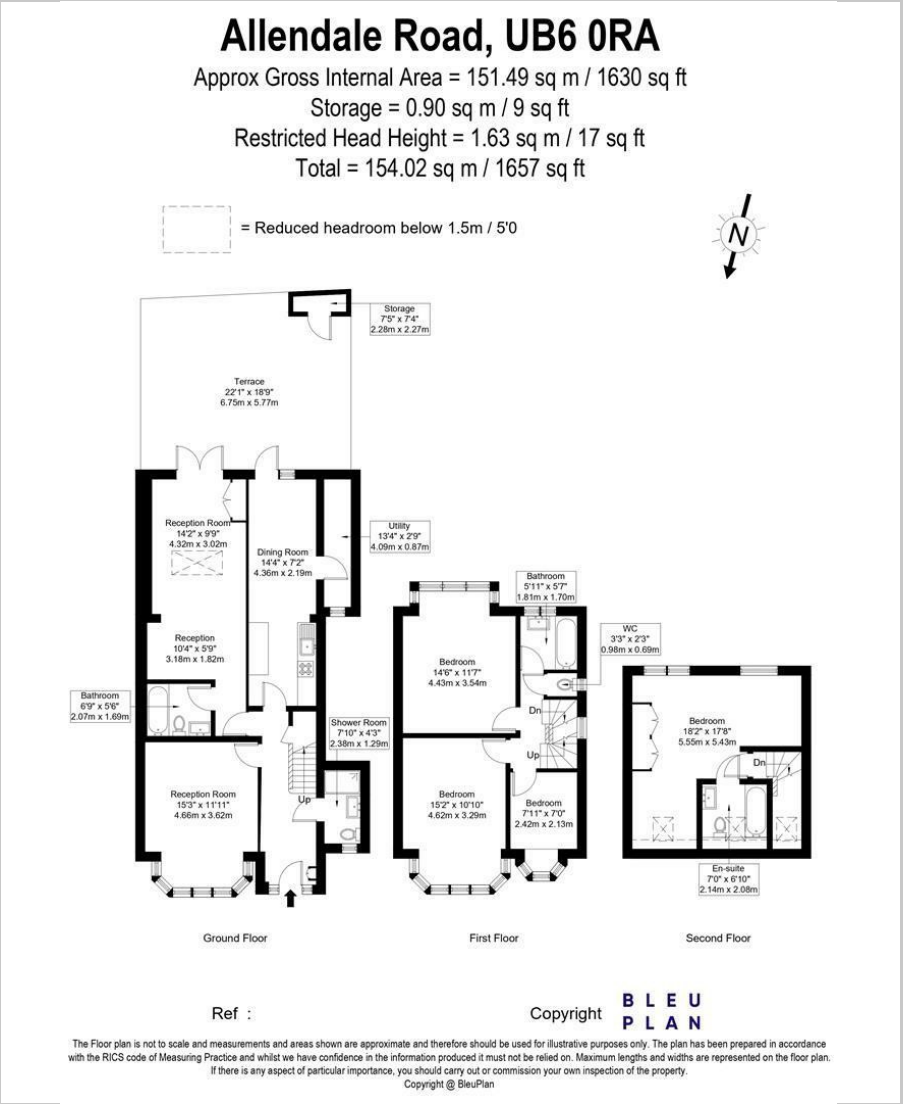 Allendale Road, UB6 0RA
Approx Gross Internal Area = 151.49 sq m / 1630 sq ft
Storage = 0.90 sq m / 9 sq ft
Restricted Head Height = 1.63 sq m / 17 sq ft
Total = 154.02 sq m / 1657 sq ft
= Reduced headroom below 1.5m / 5'0
N
Storage
7'5" x 7'4"
2.28m x 2.27m
Terrace
22'1" x 18'9"
6.75m x 5.77m
Reception Room
14'2" x 9'9"
4.32m x 3.02m
Utility
13'4" x 2'9"
4.09m x 0.87m
Dining Room
14'4" x 7'2"
4.36m x 2.19m
Reception
10'4" x 5'9"
3.18m x 1.82m
Bathroom
6'9" x 5'6"
2.07m x 1.69m
Shower Room
7'10" x 4'3"
2.38m x 1.29m
Reception Room
15'3" x 11'11"
4.66m x 3.62m
Up
Ground Floor
Bathroom
5'11" x 5'7"
1.81m x 1.70m
WC
3'3" x 2'3"
0.98m x 0.69m
Bedroom
14'6" x 11'7"
4.43m x 3.54m
Dn
Up
Bedroom
15'2" x 10'10"
4.62m x 3.29m
Bedroom
7'11" x 7'0"
2.42m x 2.13m
First Floor
Bedroom
18'2" x 17'8"
5.55m x 5.43m
Dn
En-suite
7'0" x 6'10"
2.14m x 2.08m
Second Floor
Ref :
Copyright
BLEU
PLAN
The Floor plan is not to scale and measurements and areas shown are approximate and therefore should be used for illustrative purposes only. The plan has been prepared in accordance
with the RICS code of Measuring Practice and whilst we have confidence in the information produced it must not be relied on. Maximum lengths and widths are represented on the floor plan.
If there is any aspect of particular importance, you should carry out or commission your own inspection of the property.
Copyright @ BleuPlan